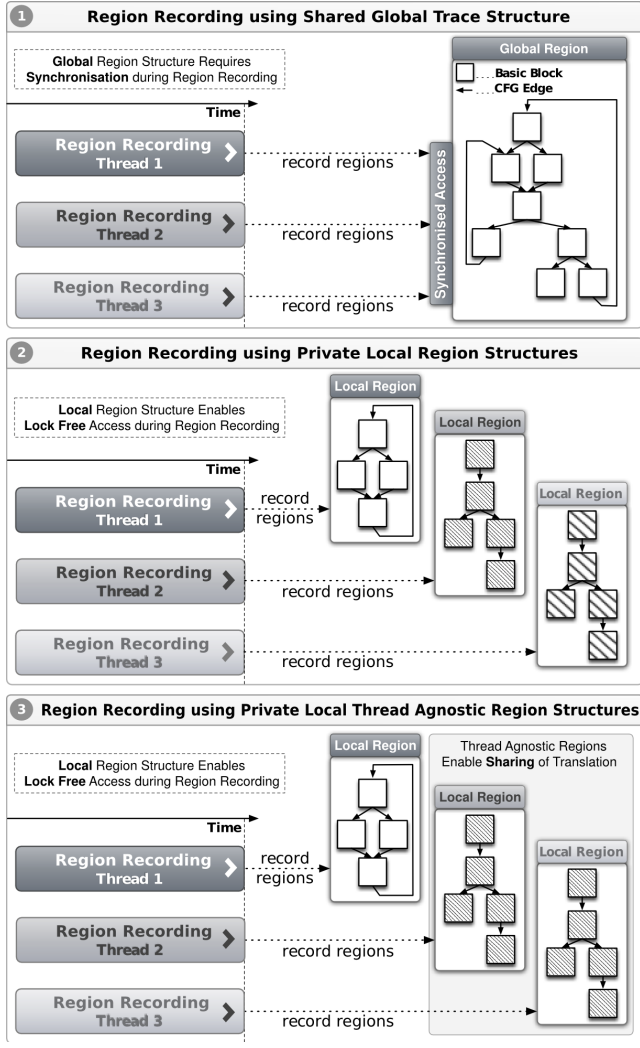 1 Region Recording using Shared Global Trace Structure
Global Region
Global Region Structure Requires
Synchronisation during Region Recording
Basic Block
CFG Edge
Time
Region Recording
Thread 1
record regions
Synchronised Access
Region Recording
Thread 2
record regions
Region Recording
Thread 3
record regions
2 Region Recording using Private Local Region Structures
Local Region
Local Region Structure Enables
Lock Free Access during Region Recording
Local Region
Time
Region Recording
Thread 1
record
regions
Local Region
Region Recording
Thread 2
record regions
Region Recording
Thread 3
record regions
3 Region Recording using Private Local Thread Agnostic Region Structures
Local Region
Thread Agnostic Regions
Enable Sharing of Translation
Local Region Structure Enables
Lock Free Access during Region Recording
Local Region
Time
Region Recording
Thread 1
record
regions
Local Region
Region Recording
Thread 2
record regions
Region Recording
Thread 3
record regions